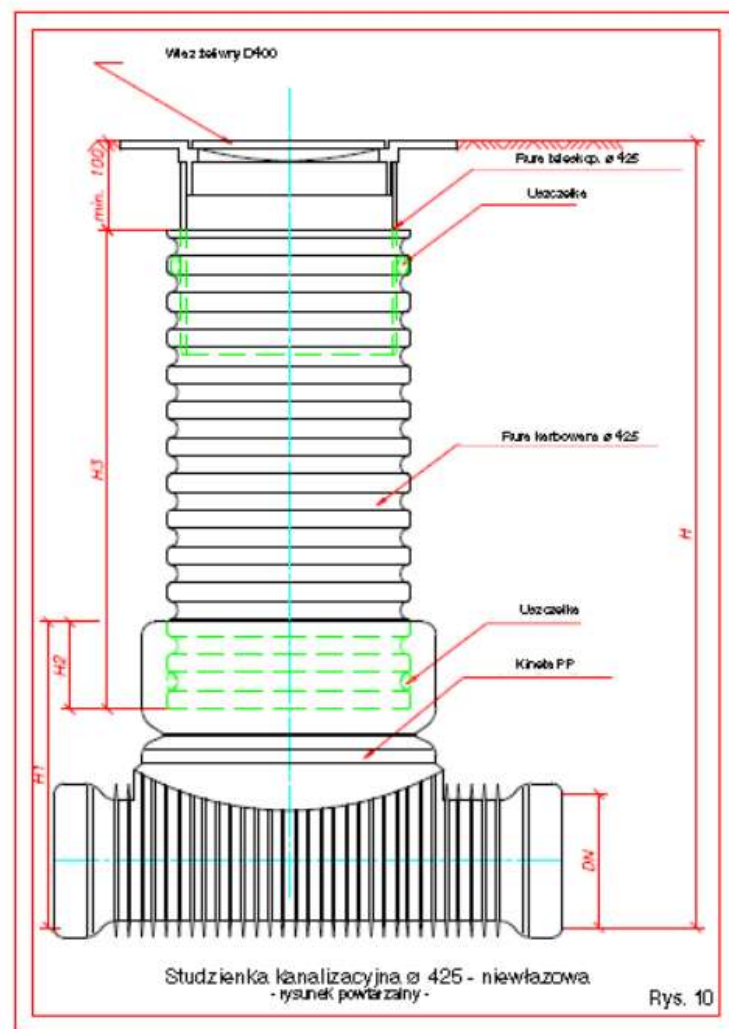 Właz żeliwny D400
min. 100
Rura teleskop. ø 425
Uszczelka
H3
Rura karbowana ø 425
H
Uszczelka
H2
Kineta PP
H1
DN
Studzienka kanalizacyjna ø 425 - niewłazowa
- rysunek powtarzalny -
Rys. 10